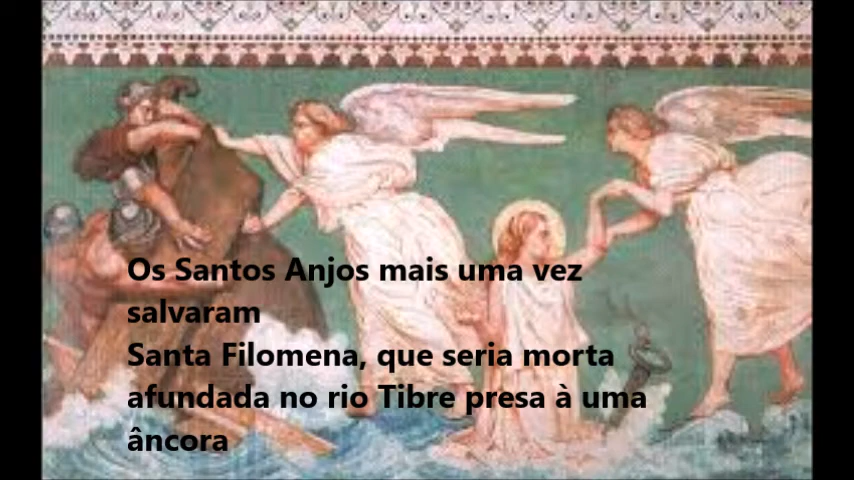 Os Santos Anjos mais uma vez
salvaram
Santa Filomena, que seria morta
afundada no rio Tibre presa à uma
âncora